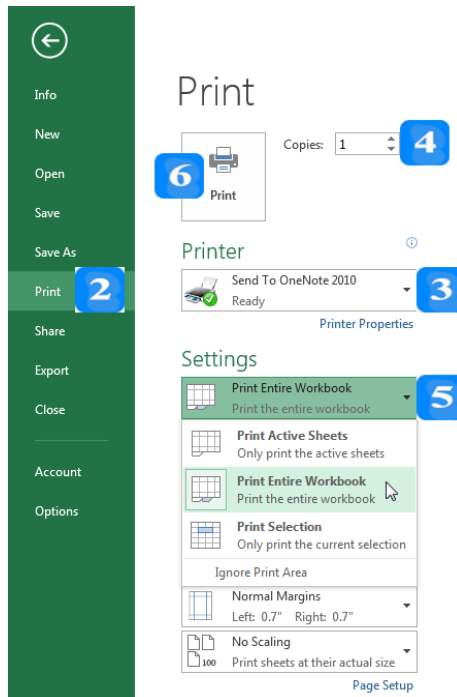 Info
New
Open
Save
Save As
Print
2
Share
Export
Close
Account
Options
Print
6
Print
Copies:
1
4
Printer
Send To OneNote 2010
Ready
3
Printer Properties
Settings
Print Entire Workbook
Print the entire workbook
5
Print Active Sheets
Only print the active sheets
Print Entire Workbook
Print the entire workbook
Print Selection
Only print the current selection
Ignore Print Area
Normal Margins
Left: 0.7" Right: 0.7"
No Scaling
100
Print sheets at their actual size
Page Setup